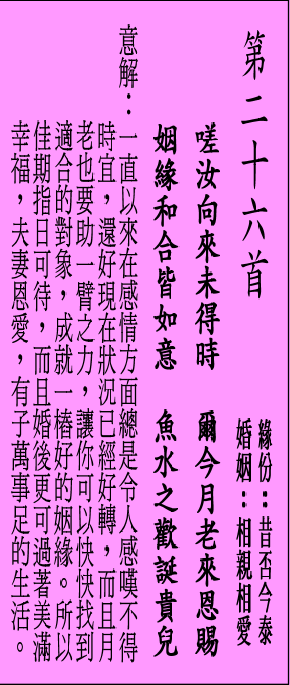 第二十六首
緣份：昔否今泰
婚姻：相親相愛
嗟汝向來未得時　爾今月老來恩賜
姻緣和合皆如意　魚水之歡誕貴兒
意解：一直以來在感情方面總是令人感嘆不得
時宜，還好現在狀況已經好轉，而且月
老也要助一臂之力，讓你可以快快找到
適合的對象，成就一樁好的姻緣。所以
佳期指日可待，而且婚後更可過著美滿
幸福，夫妻恩愛，有子萬事足的生活。